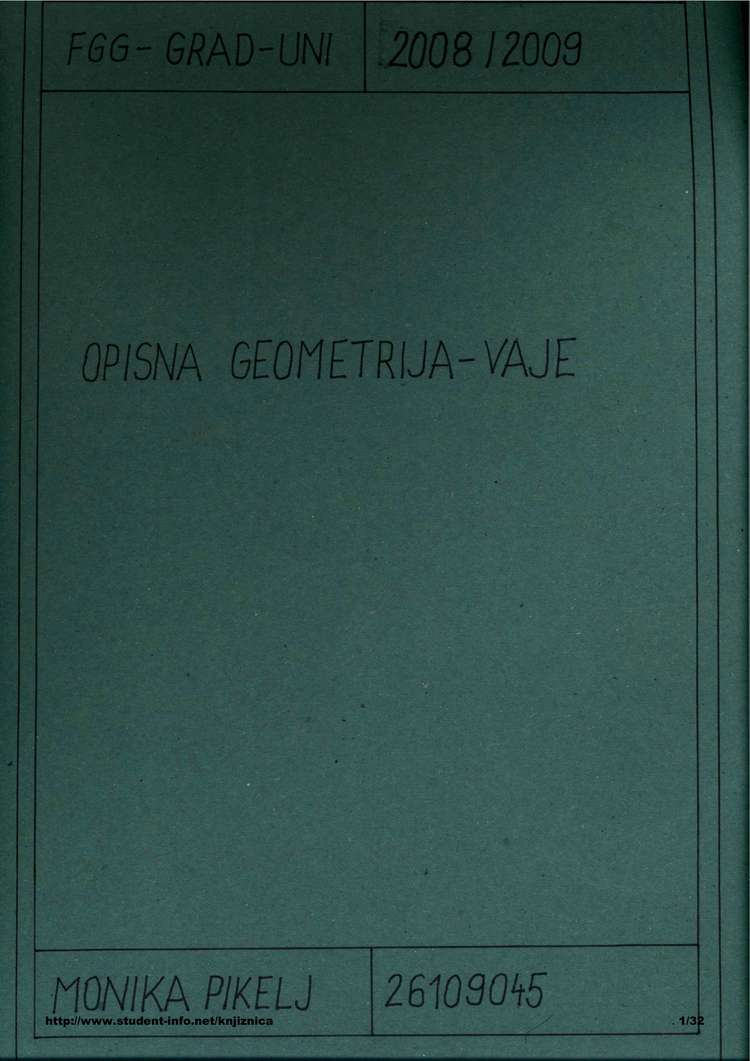 FGG-GRAD-UNI 2008/2009
OPISNA GEOMETRIJA-VAJE
MONIKA PIKELJ 26109045
http://www.student-info.net/knjiznica 1/32